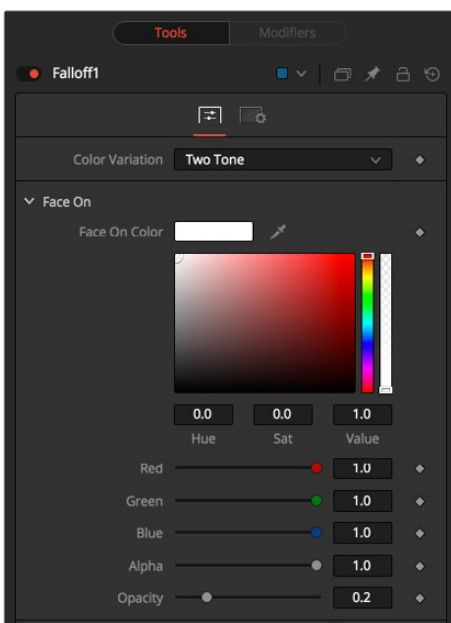 Tools Modifiers
Falloff1
Color Variation Two Tone
Face On
Face On Color
0.0 0.0 1.0
Hue Sat Value
Red 1.0
Green 1.0
Blue 1.0
Alpha 1.0
Opacity 0.2